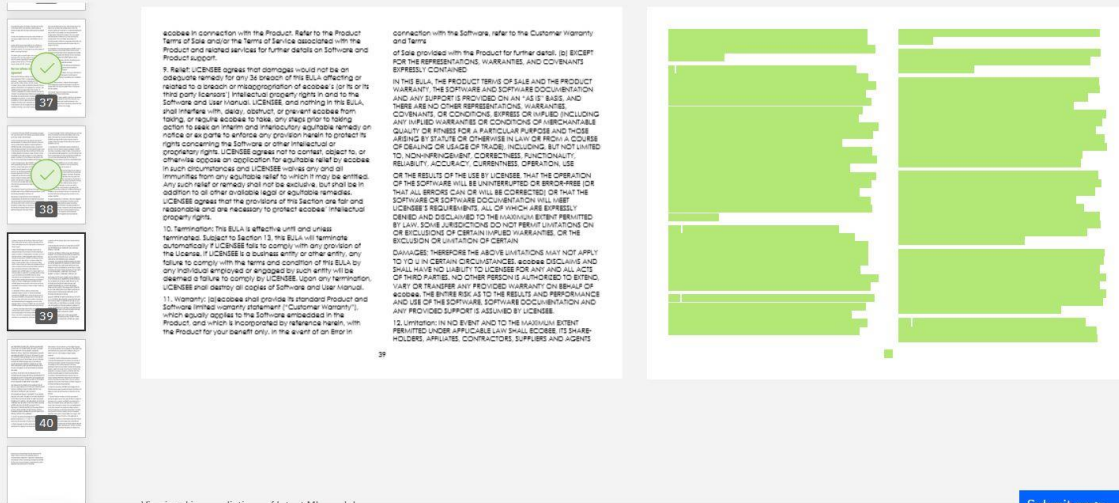 37
38
39
40
ecobee in connection with the Product. Refer to the Product
Terms of Sale and/or the Terms of Service associated with the
Product and related services for further details on Software and
Product support.
9. Relief: LICENSEE agrees that damages would not be an
adequate remedy for any 36 breach of this EULA affecting or
related to a breach or misappropriation of ecobee's (or its or its
third party licensors') intellectual property rights in and to the
Software and User Manual. LICENSEE, and nothing in this EULA,
shall interfere with, delay, obstruct, or prevent ecobee from
taking, or require ecobee to take, any steps prior to taking
action to seek an interim and interlocutory equitable remedy on
notice or ex parte to enforce any provision herein to protect its
rights concerning the Software or other intellectual or
proprietary rights. LICENSEE agrees not to contest, object to, or
otherwise oppose an application for equitable relief by ecobee
in such circumstances and LICENSEE waives any and all
immunities from any equitable relief to which it may be entitled.
Any such relief or remedy shall not be exclusive, but shall be in
addition to all other available legal or equitable remedies.
LICENSEE agrees that the provisions of this Section are fair and
reasonable and are necessary to protect ecobee' intellectual
property rights.
10. Termination: This EULA is effective until and unless
terminated. Subject to Section 13, this EULA will terminate
automatically if LICENSEE fails to comply with any provision of
the License. If LICENSEE is a business entity or other entity, any
failure to comply with the terms and condition of this EULA by
any individual employed or engaged by such entity will be
deemed a failure to comply by LICENSEE. Upon any termination,
LICENSEE shall destroy all copies of Software and User Manual.
11. Warranty: (a)ecobee shall provide its standard Product and
Software limited warranty statement ("Customer Warranty"),
which equally applies to the Software embedded in the
Product, and which is incorporated by reference herein, with
the Product for your benefit only. In the event of an Error in
connection with the Software, refer to the Customer Warranty
and Terms
of Sale provided with the Product for further detail. (b) EXCEPT
FOR THE REPRESENTATIONS, WARRANTIES, AND COVENANTS
EXPRESSLY CONTAINED
IN THIS EULA, THE PRODUCT TERMS OF SALE AND THE PRODUCT
WARRANTY, THE SOFTWARE AND SOFTWARE DOCUMENTATION
AND ANY SUPPORT IS PROVIDED ON AN "AS IS" BASIS, AND
THERE ARE NO OTHER REPRESENTATIONS, WARRANTIES,
COVENANTS, OR CONDITIONS, EXPRESS OR IMPLIED (INCLUDING
ANY IMPLIED WARRANTIES OR CONDITIONS OF MERCHANTABLE
QUALITY OR FITNESS FOR A PARTICULAR PURPOSE AND THOSE
ARISING BY STATUTE OR OTHERWISE IN LAW OR FROM A COURSE
OF DEALING OR USAGE OF TRADE), INCLUDING, BUT NOT LIMITED
TO, NON-INFRINGEMENT, CORRECTNESS, FUNCTIONALITY,
RELIABILITY, ACCURACY, CURRENTNESS, OPERATION, USE
OR THE RESULTS OF THE USE BY LICENSEE, THAT THE OPERATION
OF THE SOFTWARE WILL BE UNINTERRUPTED OR ERROR-FREE (OR
THAT ALL ERRORS CAN OR WILL BE CORRECTED) OR THAT THE
SOFTWARE OR SOFTWARE DOCUMENTATION WILL MEET
LICENSEE'S REQUIREMENTS, ALL OF WHICH ARE EXPRESSLY
DENIED AND DISCLAIMED TO THE MAXIMUM EXTENT PERMITTED
BY LAW. SOME JURISDICTIONS DO NOT PERMIT LIMITATIONS ON
OR EXCLUSIONS OF CERTAIN IMPLIED WARRANTIES, OR THE
EXCLUSION OR LIMITATION OF CERTAIN
DAMAGES; THEREFORE THE ABOVE LIMITATIONS MAY NOT APPLY
TO YO U IN CERTAIN CIRCUMSTANCES. ecobee DISCLAIMS AND
SHALL HAVE NO LIABILITY TO LICENSEE FOR ANY AND ALL ACTS
OF THIRD PARTIES. NO OTHER PERSON IS AUTHORIZED TO EXTEND,
VARY OR TRANSFER ANY PROVIDED WARRANTY ON BEHALF OF
ecobee. THE ENTIRE RISK AS TO THE RESULTS AND PERFORMANCE
AND USE OF THE SOFTWARE, SOFTWARE DOCUMENTATION AND
ANY PROVIDED SUPPORT IS ASSUMED BY LICENSEE.
12. Limitation: IN NO EVENT AND TO THE MAXIMUM EXTENT
PERMITTED UNDER APPLICABLE LAW SHALL ECOBEE, ITS SHARE-
HOLDERS, AFFILIATES, CONTRACTORS, SUPPLIERS AND AGENTS
39